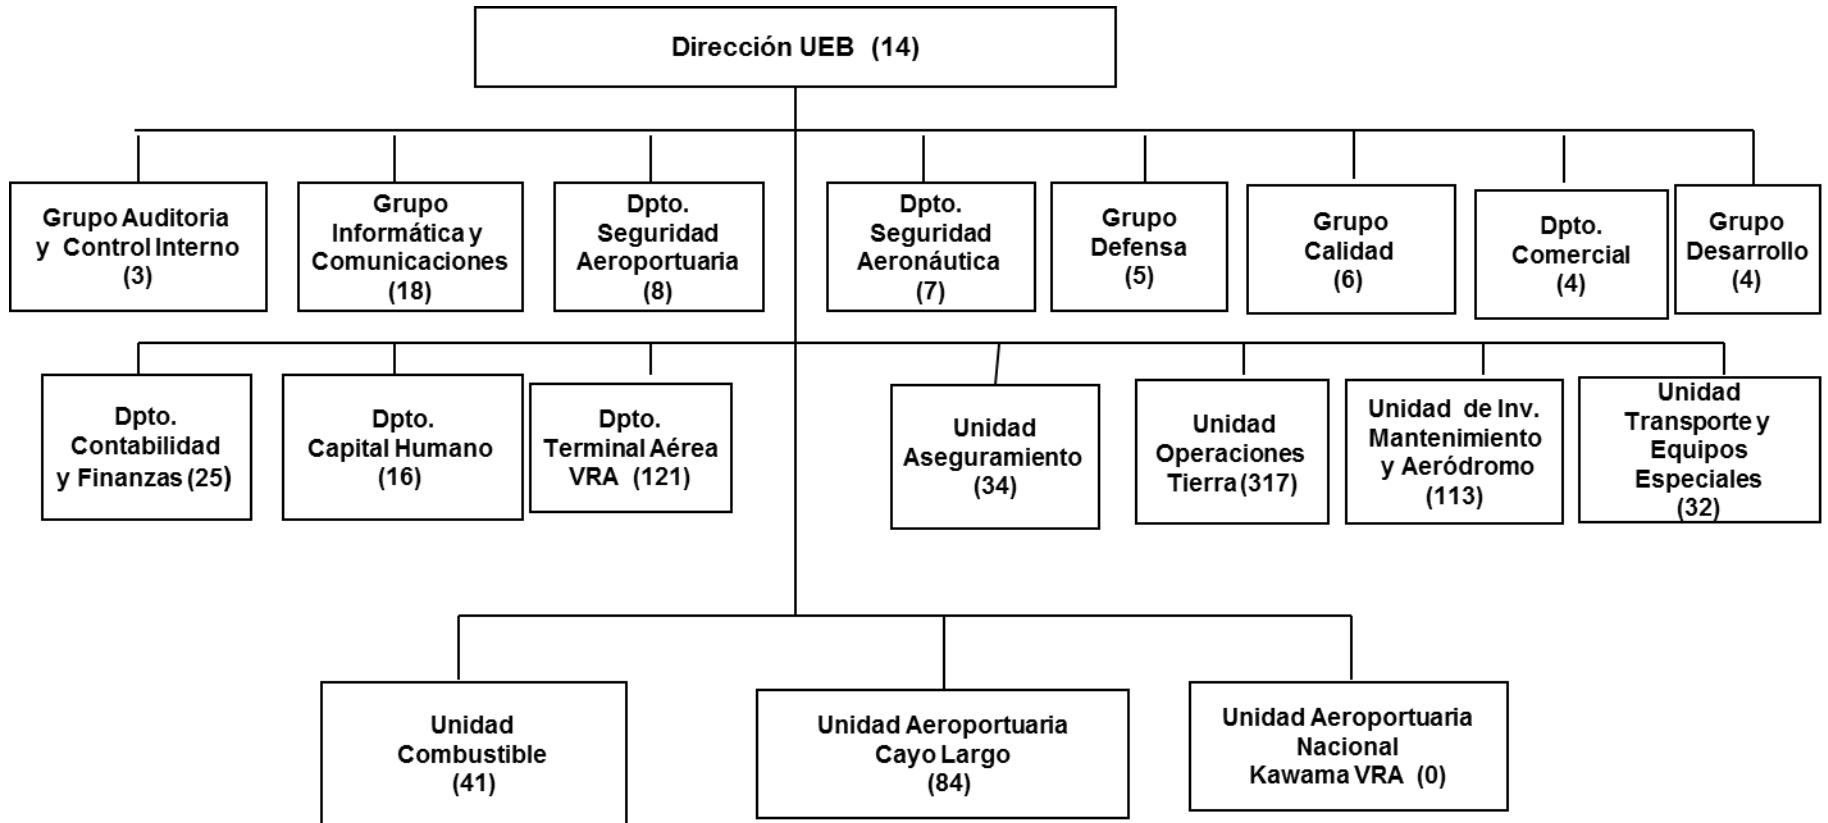 Dirección UEB (14)
Grupo Auditoria
y Control Interno
(3)
Grupo
Informática y
Comunicaciones
(18)
Dpto.
Seguridad
Aeroportuaria
(8)
Dpto.
Seguridad
Aeronáutica
(7)
Grupo
Defensa
(5)
Grupo
Calidad
(6)
Dpto.
Comercial
(4)
Grupo
Desarrollo
(4)
Dpto.
Contabilidad
y Finanzas (25)
Dpto.
Capital Humano
(16)
Dpto.
Terminal Aérea
VRA (121)
Unidad
Aseguramiento
(34)
Unidad
Operaciones
Tierra (317)
Unidad de Inv.
Mantenimiento
y Aeródromo
(113)
Unidad
Transporte y
Equipos
Especiales
(32)
Unidad
Combustible
(41)
Unidad Aeroportuaria
Cayo Largo
(84)
Unidad Aeroportuaria
Nacional
Kawama VRA (0)